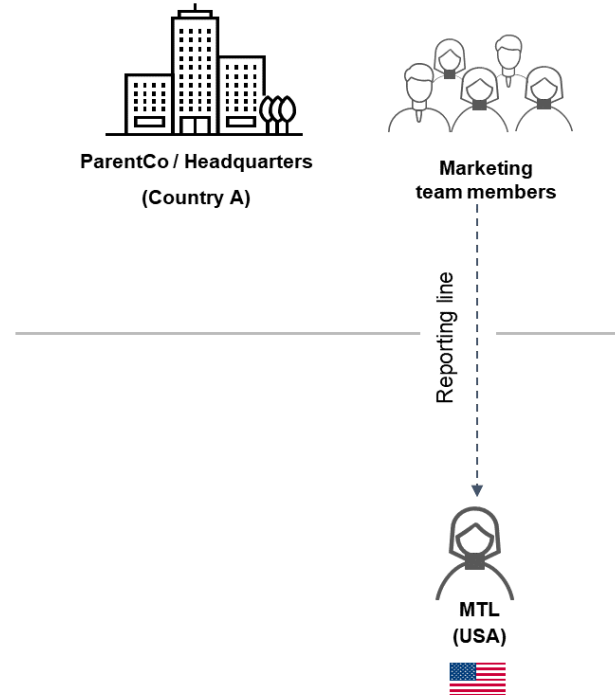 ParentCo / Headquarters
(Country A)
Marketing
team members
Reporting line
MTL
(USA)